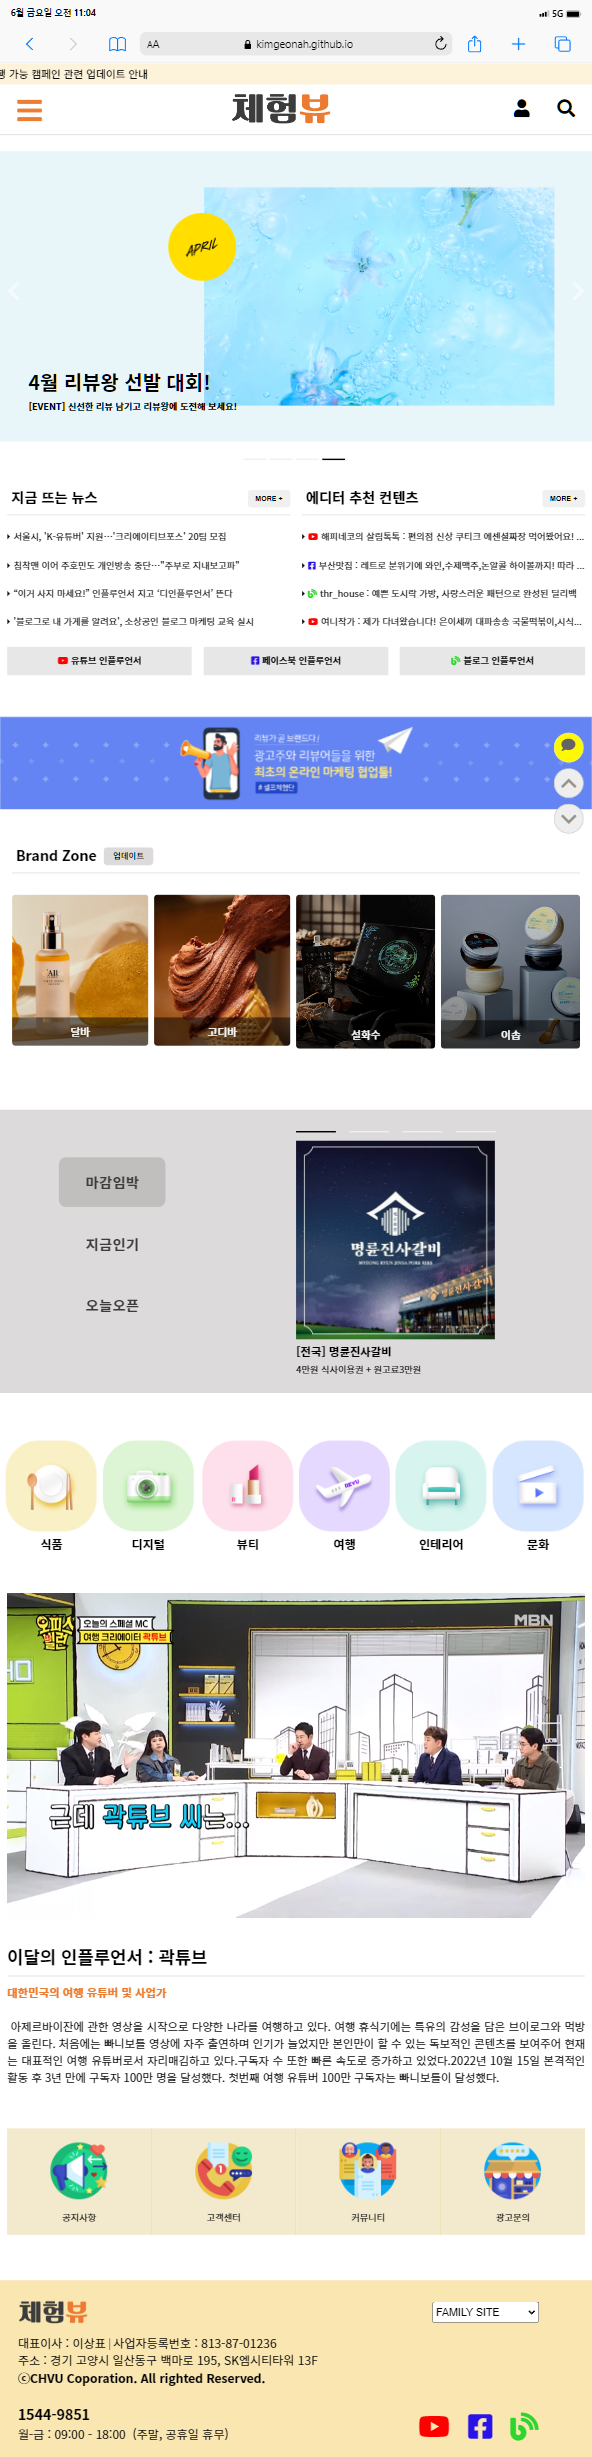 6월 금요일 오전 11:04
5G
AA
kimgeonah.github.io
행 가능 캠페인 관련 업데이트 안내
체험뷰
APRIL
4월 리뷰왕 선발 대회!
[EVENT] 신선한 리뷰 남기고 리뷰왕에 도전해 보세요!
지금 뜨는 뉴스
MORE +
에디터 추천 컨텐츠
MORE +
서울시, 'K-유튜버' 지원…'크리에이티브포스' 20팀 모집
침착맨 이어 주호민도 개인방송 중단…"주부로 지내보고파"
“이거 사지 마세요!” 인플루언서 지고 ‘디인플루언서’ 뜬다
'블로그로 내 가게를 알려요', 소상공인 블로그 마케팅 교육 실시
해피네코의 살림톡톡 : 편의점 신상 쿠티크 에센셜짜장 먹어봤어요! ...
부산맛집 : 레트로 분위기에 와인,수제맥주,논알콜 하이볼까지! 따라 ...
thr_house : 예쁜 도시락 가방, 사랑스러운 패턴으로 완성된 딜리백
여니작가 : 제가 다녀왔습니다! 은이세끼 대파송송 국물떡볶이,시식...
유튜브 인플루언서
페이스북 인플루언서
블로그 인플루언서
리뷰가 곧 브랜드다!
광고주와 리뷰어들을 위한
최초의 온라인 마케팅 협업툴!
# 셀프체험단
Brand Zone
업데이트
달바
고디바
설화수
이솝
마감임박
지금인기
오늘오픈
명륜진사갈비
MYEONG RYUN JINSA PORK RIBS
명륜진사갈비
[전국] 명륜진사갈비
4만원 식사이용권 + 원고료3만원
식품
디지털
뷰티
REVU
여행
인테리어
문화
오늘의 스페셜 MC
여행 크리에이터 곽튜브
MBN
근데 곽튜브 씨는...
이달의 인플루언서 : 곽튜브
대한민국의 여행 유튜버 및 사업가
아제르바이잔에 관한 영상을 시작으로 다양한 나라를 여행하고 있다. 여행 휴식기에는 특유의 감성을 담은 브이로그와 먹방
을 올린다. 처음에는 빠니보틀 영상에 자주 출연하며 인기가 늘었지만 본인만이 할 수 있는 독보적인 콘텐츠를 보여주어 현재
는 대표적인 여행 유튜버로서 자리매김하고 있다.구독자 수 또한 빠른 속도로 증가하고 있었다.2022년 10월 15일 본격적인
활동 후 3년 만에 구독자 100만 명을 달성했다. 첫번째 여행 유튜버 100만 구독자는 빠니보틀이 달성했다.
공지사항
고객센터
커뮤니티
광고문의
체험뷰
FAMILY SITE
대표이사 : 이상표 | 사업자등록번호 : 813-87-01236
주소 : 경기 고양시 일산동구 백마로 195, SK엠시티타워 13F
ⓒCHVU Coporation. All righted Reserved.
1544-9851
월-금 : 09:00 - 18:00 (주말, 공휴일 휴무)